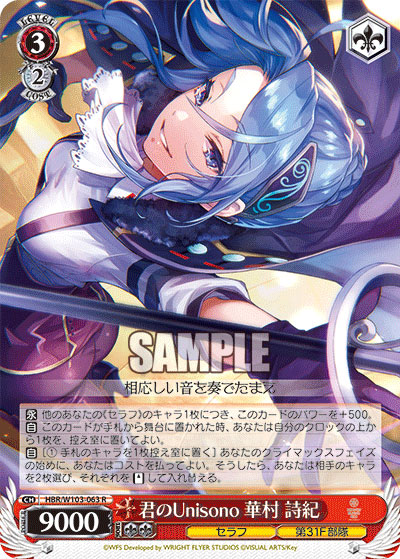 LEVEL
3
2
COST
SAMPLE
相応しい音を奏でたまえ
永 他のあなたの《セラフ》のキャラ1枚につき、このカードのパワーを+500。
自 このカードが手札から舞台に置かれた時、あなたは自分のクロックの上か
ら1枚を、控え室に置いてよい。
自 [① 手札のキャラを1枚控え室に置く] あなたのクライマックスフェイズ
の始めに、あなたはコストを払ってよい。そうしたら、あなたは相手のキャラ
を2枚選び、それぞれを、控え室に置く。
CH HBR/W103-063 R
9000
君のUnisono 華村 詩紀
セラフ
第31F部隊
©WFS Developed by WRIGHT FLYER STUDIOS ©VISUAL ARTS/Key